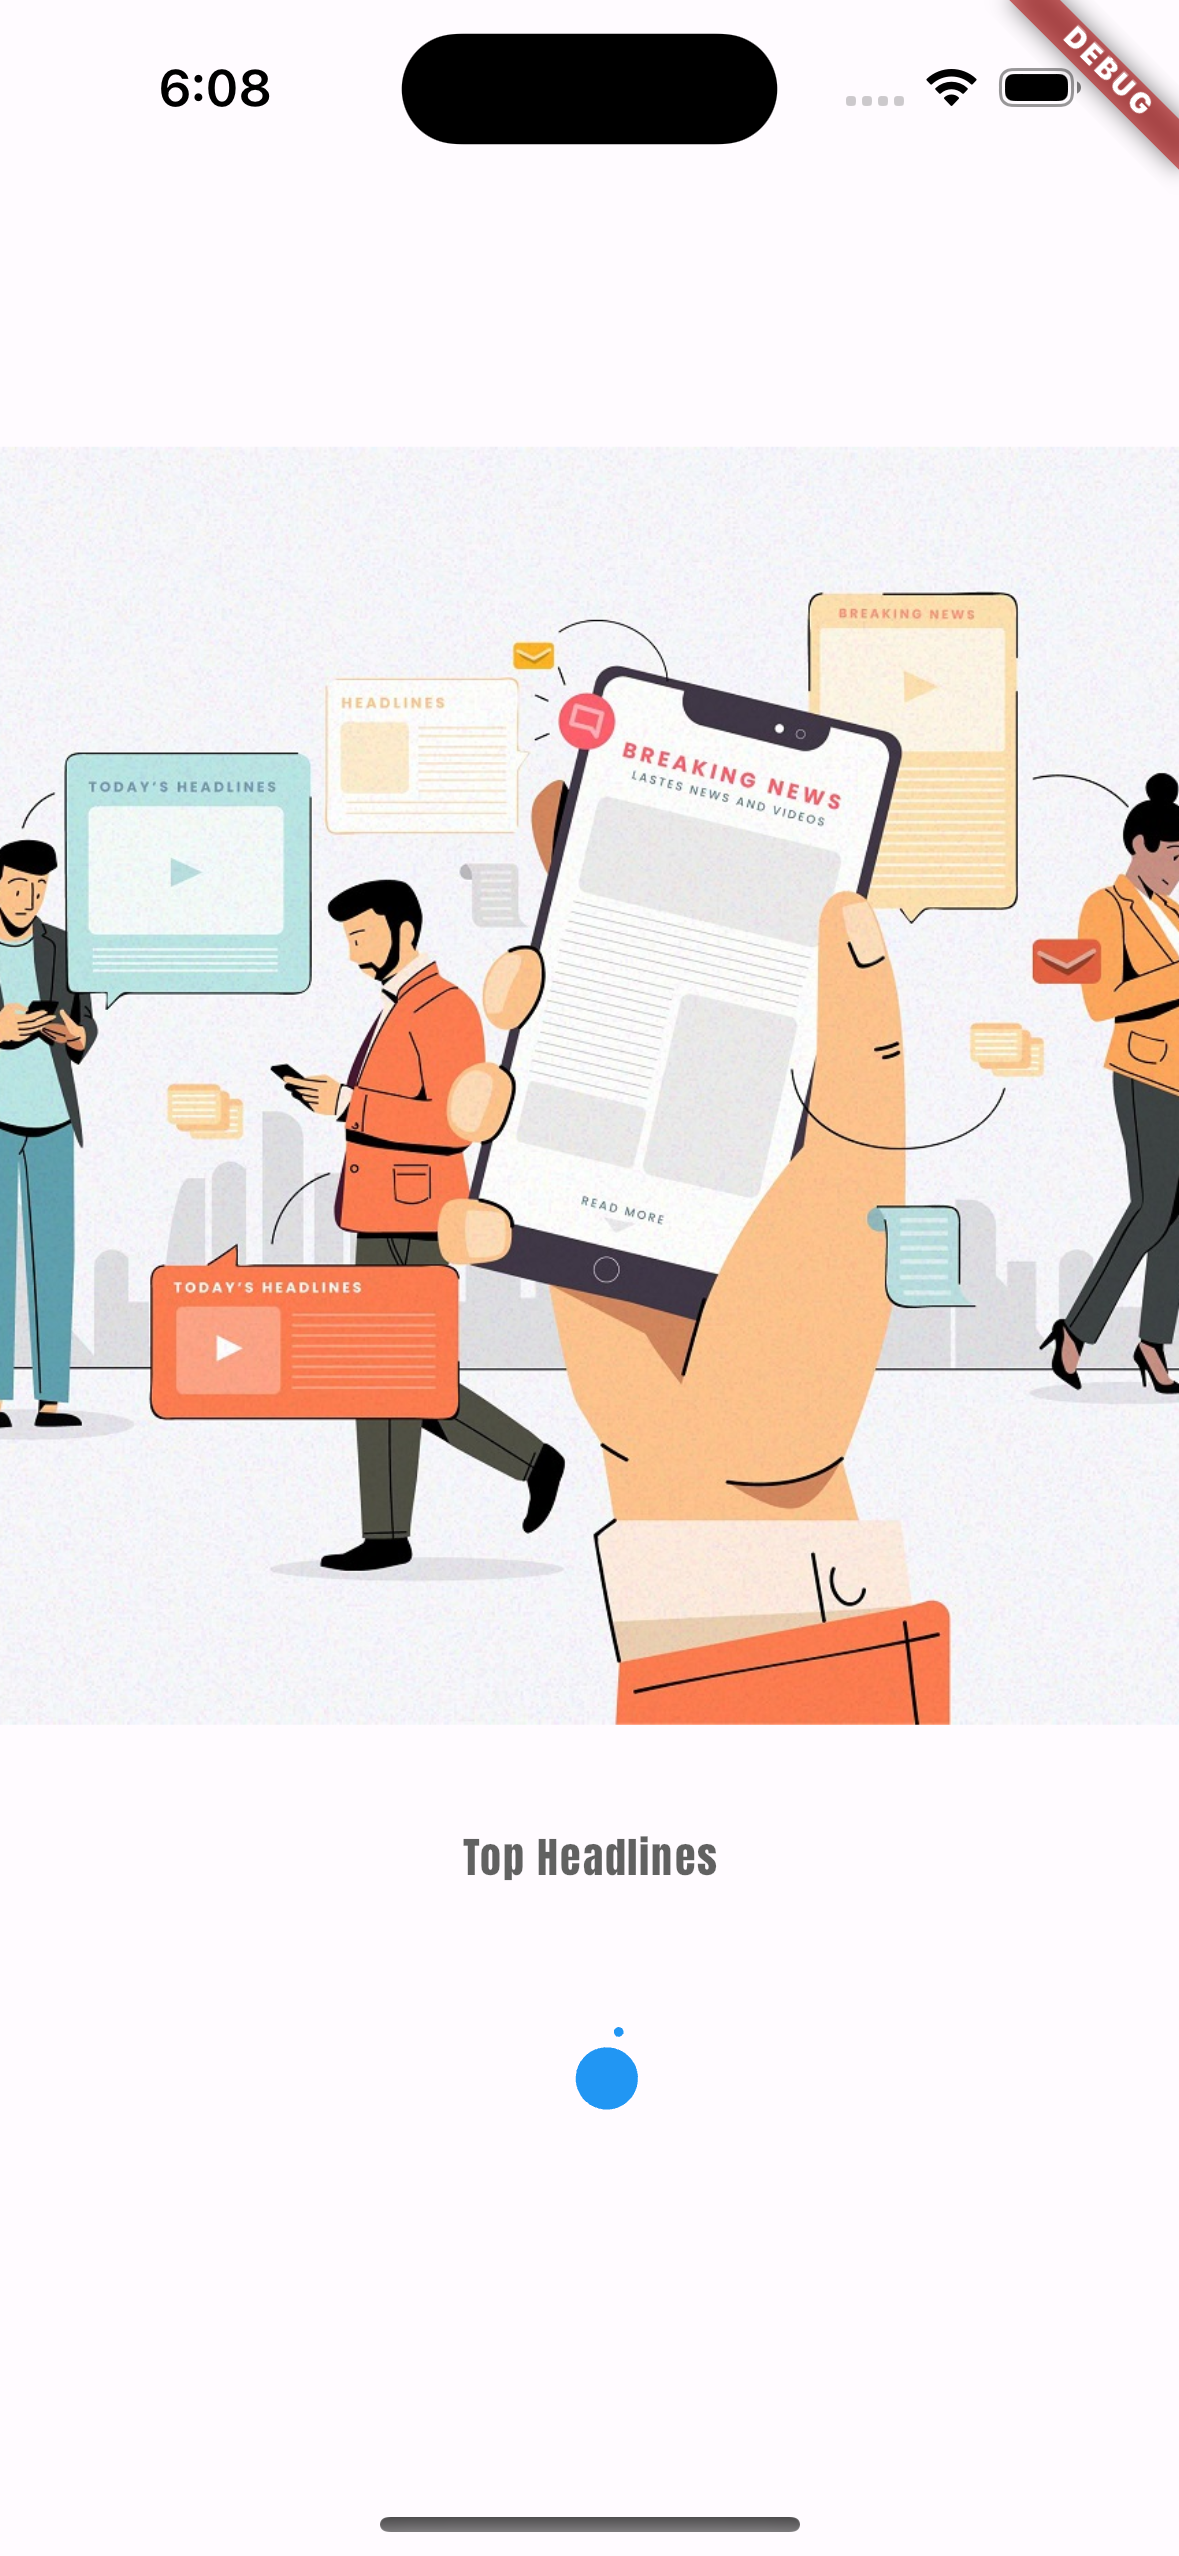 6:08
DEBUG
BREAKING NEWS
HEADLINES
BREAKING NEWS
LASTES NEWS AND VIDEOS
TODAY'S HEADLINES
READ MORE
TODAY'S HEADLINES
Top Headlines